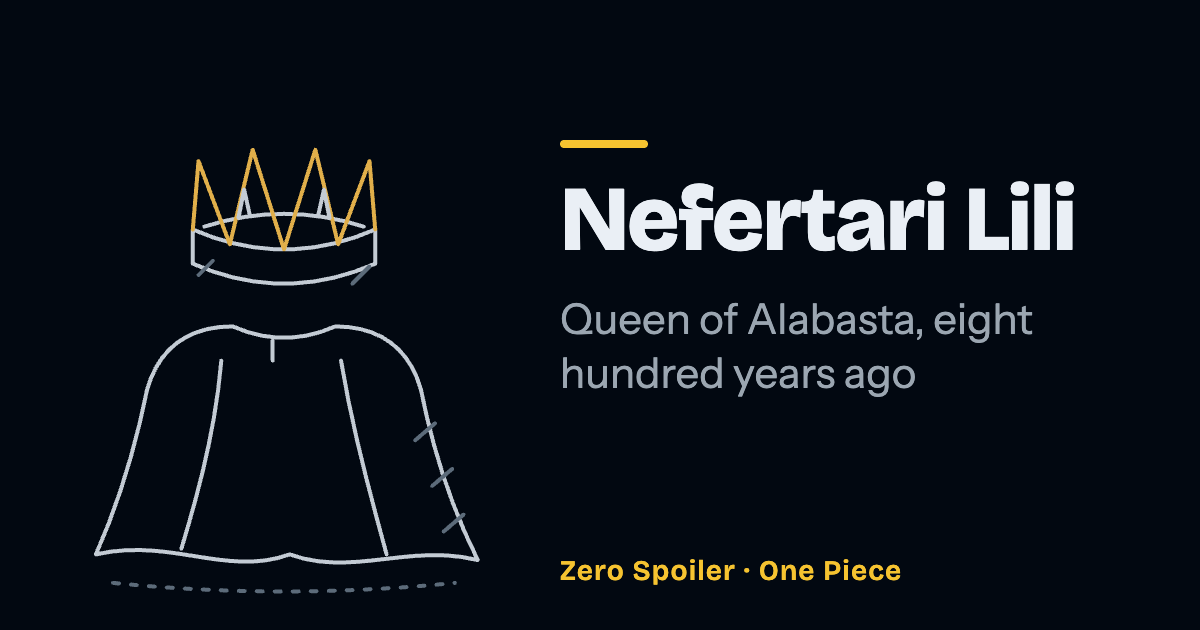 Nefertari Lili
Queen of Alabasta, eight
hundred years ago
Zero Spoiler · One Piece